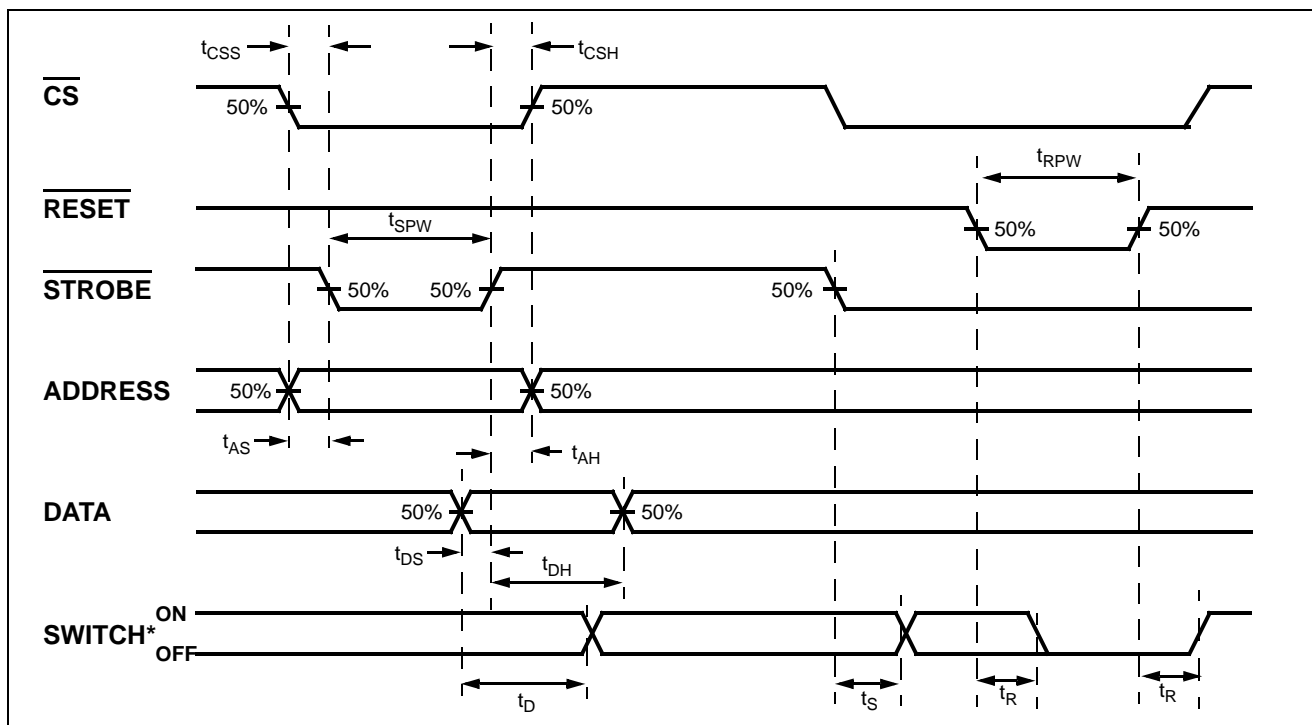 tCSS tCSH
CS
50% 50%
tRPW
RESET
50% 50%
tSPW
STROBE
50% 50% 50%
ADDRESS
50% 50%
tAS tAH
DATA
50% 50%
tDS tDH
SWITCH* ON
OFF
tD tS tR tR